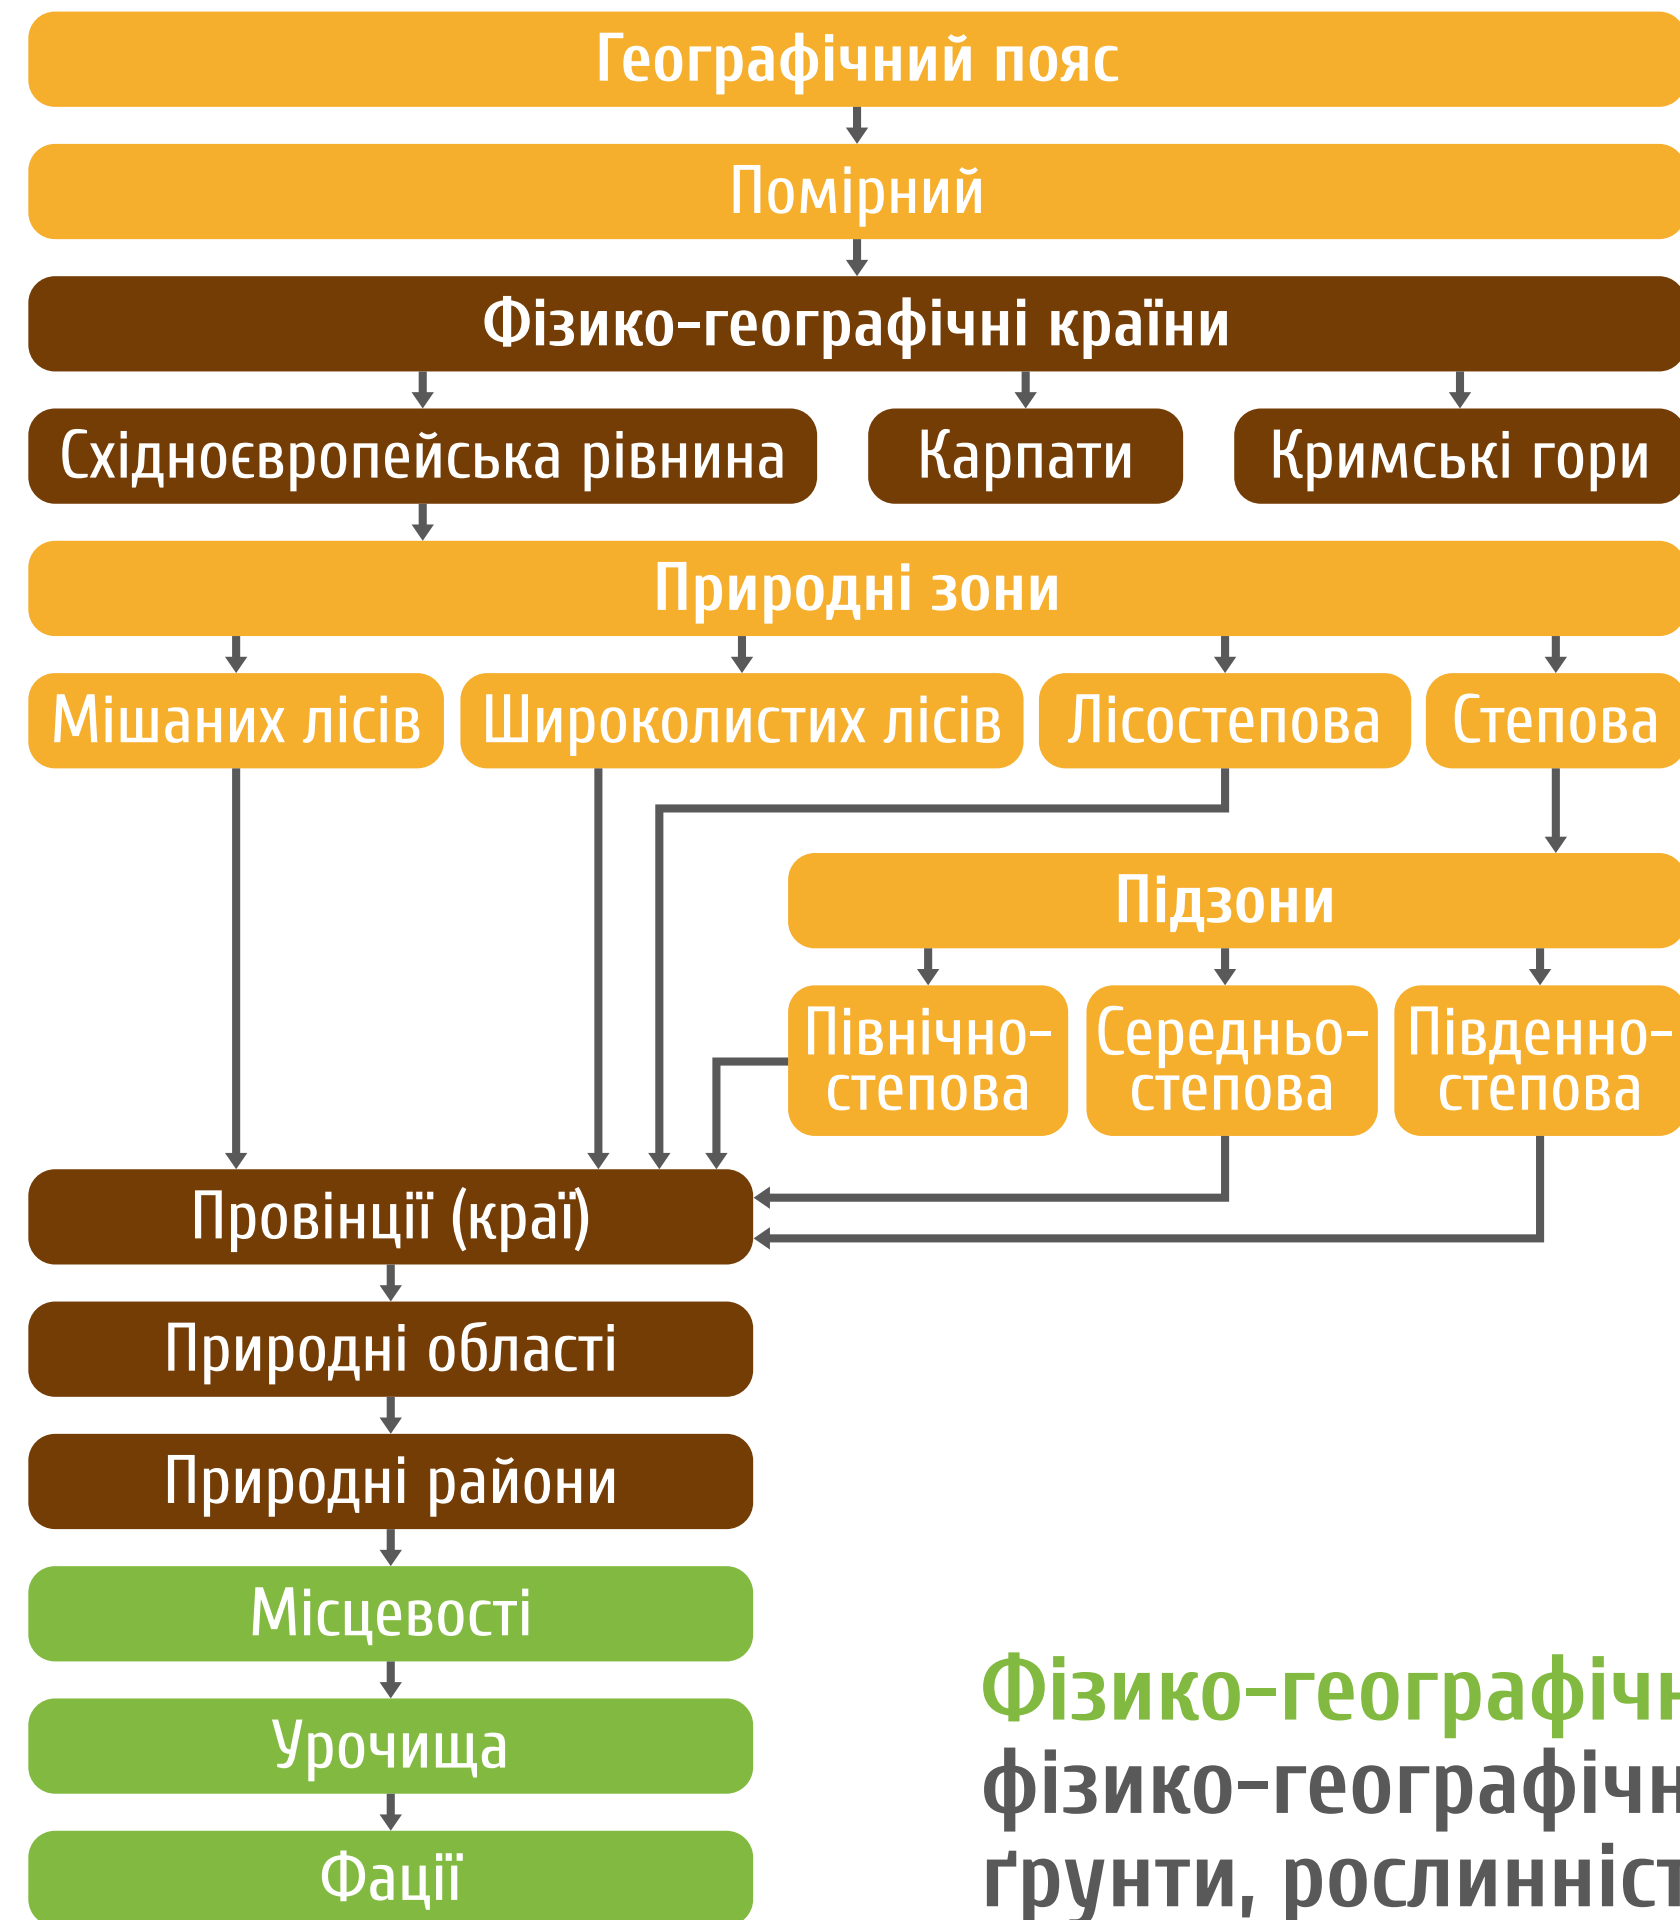 Географічний пояс
Помірний
Фізико-географічні країни
Східноєвропейська рівнина
Карпати
Кримські гори
Природні зони
Мішаних лісів
Широколистих лісів
Лісостепова
Степова
Підзони
Північно-
степова
Середньо-
степова
Південно-
степова
Провінції (краї)
Природні області
Природні райони
Місцевості
Урочища
Фації
ґрунти,